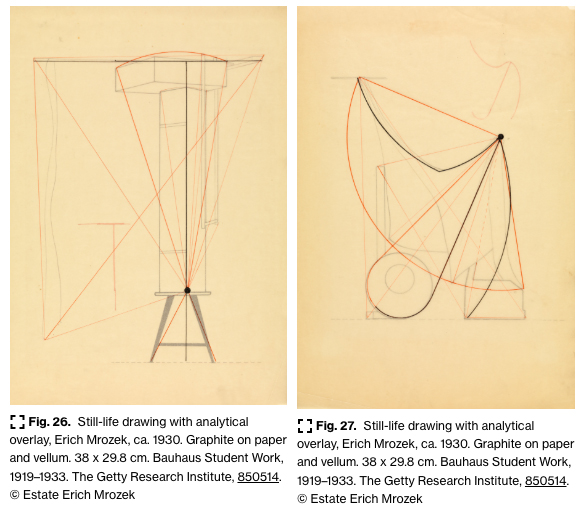 Fig. 26. Still-life drawing with analytical
overlay, Erich Mrozek, ca. 1930. Graphite on paper
and vellum. 38 x 29.8 cm. Bauhaus Student Work,
1919–1933. The Getty Research Institute, 850514.
© Estate Erich Mrozek
Fig. 27. Still-life drawing with analytical
overlay, Erich Mrozek, ca. 1930. Graphite on paper
and vellum. 38 x 29.8 cm. Bauhaus Student Work,
1919–1933. The Getty Research Institute, 850514.
© Estate Erich Mrozek